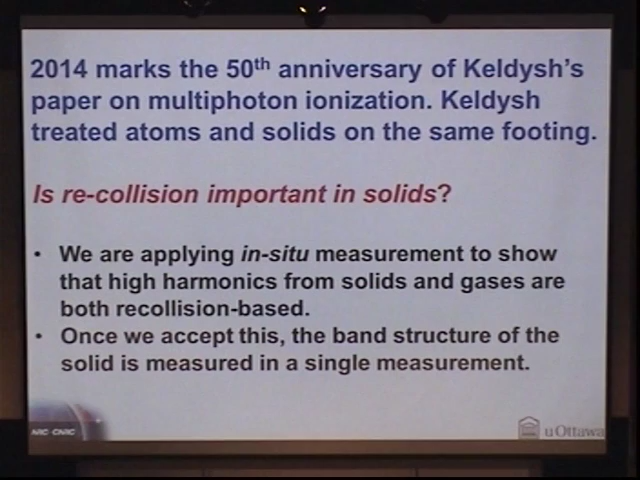 2014 marks the 50th anniversary of Keldysh's
paper on multiphoton ionization. Keldysh
treated atoms and solids on the same footing.
Is re-collision important in solids?
• We are applying in-situ measurement to show
that high harmonics from solids and gases are
both recollision-based.
• Once we accept this, the band structure of the
solid is measured in a single measurement.
NRC·CNRC
uOttawa